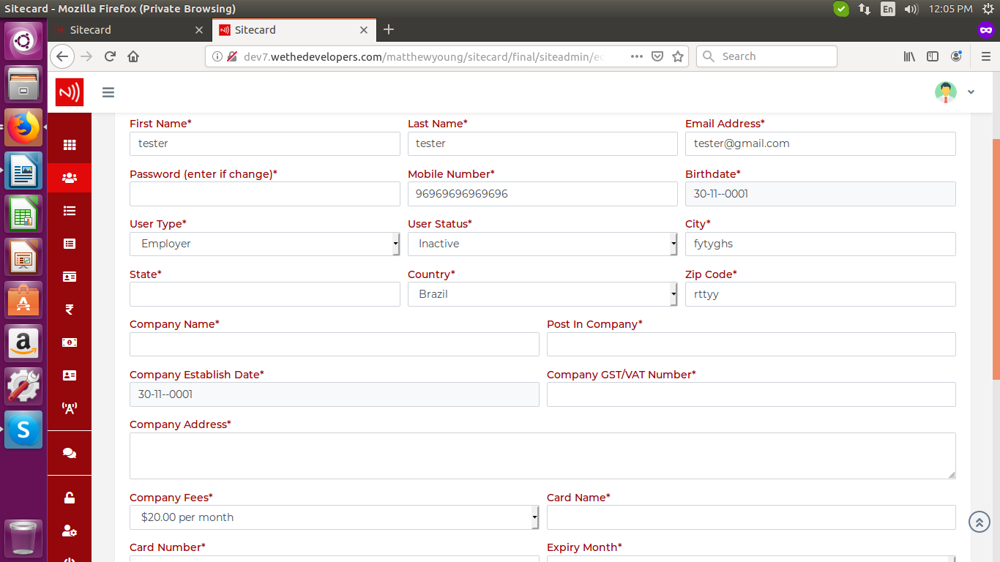 Sitecard - Mozilla Firefox (Private Browsing)
En
12:05 PM
Sitecard
Sitecard
dev7.wethedevelopers.com/matthewyoung/sitecard/final/siteadmin/
Search
First Name* Last Name* Email Address*
tester tester tester@gmail.com
Password (enter if change)* Mobile Number* Birthdate*
96969696969696 30-11--0001
User Type* User Status* City*
Employer Inactive fytyghs
State* Country* Zip Code*
Brazil rttyy
Company Name* Post In Company*
Company Establish Date* Company GST/VAT Number*
30-11--0001
Company Address*
Company Fees* Card Name*
$20.00 per month
Card Number* Expiry Month*